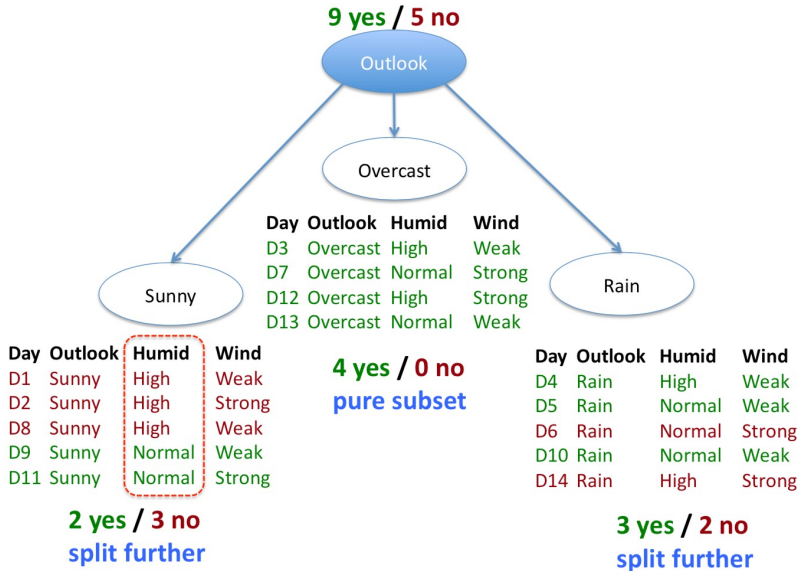 9 yes / 5 no
Outlook
Overcast
Day Outlook Humid Wind
D3 Overcast High Weak
D7 Overcast Normal Strong
D12 Overcast High Strong
D13 Overcast Normal Weak
4 yes / 0 no
pure subset
Sunny
Day Outlook Humid Wind
D1 Sunny High Weak
D2 Sunny High Strong
D8 Sunny High Weak
D9 Sunny Normal Weak
D11 Sunny Normal Strong
2 yes / 3 no
split further
Rain
Day Outlook Humid Wind
D4 Rain High Weak
D5 Rain Normal Weak
D6 Rain Normal Strong
D10 Rain Normal Weak
D14 Rain High Strong
3 yes / 2 no
split further